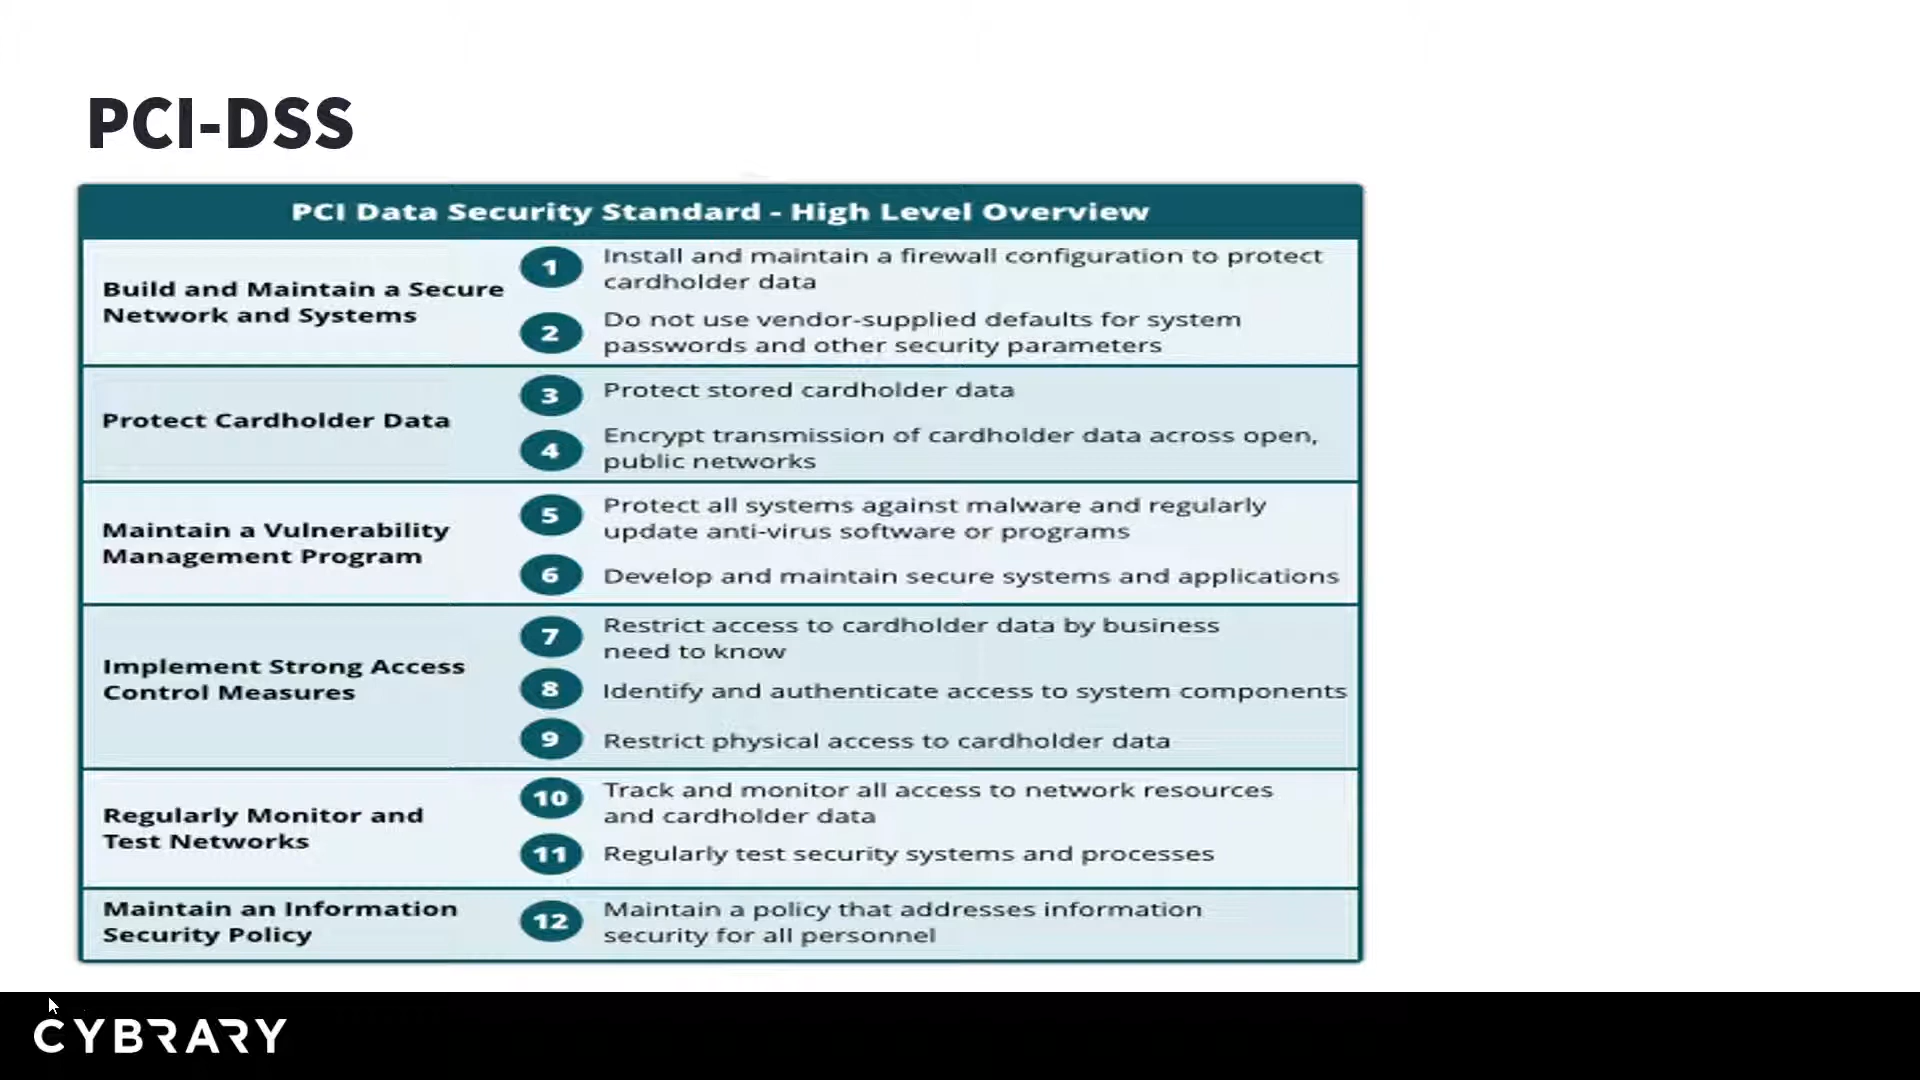 PCI-DSS
PCI Data Security Standard - High Level Overview
Build and Maintain a Secure
Network and Systems
1
Install and maintain a firewall configuration to protect
cardholder data
2
Do not use vendor-supplied defaults for system
passwords and other security parameters
Protect Cardholder Data
3
Protect stored cardholder data
4
Encrypt transmission of cardholder data across open,
public networks
Maintain a Vulnerability
Management Program
5
Protect all systems against malware and regularly
update anti-virus software or programs
6
Develop and maintain secure systems and applications
Implement Strong Access
Control Measures
7
Restrict access to cardholder data by business
need to know
8
Identify and authenticate access to system components
9
Restrict physical access to cardholder data
Regularly Monitor and
Test Networks
10
Track and monitor all access to network resources
and cardholder data
11
Regularly test security systems and processes
Maintain an Information
Security Policy
12
Maintain a policy that addresses information
security for all personnel
CYBRARY